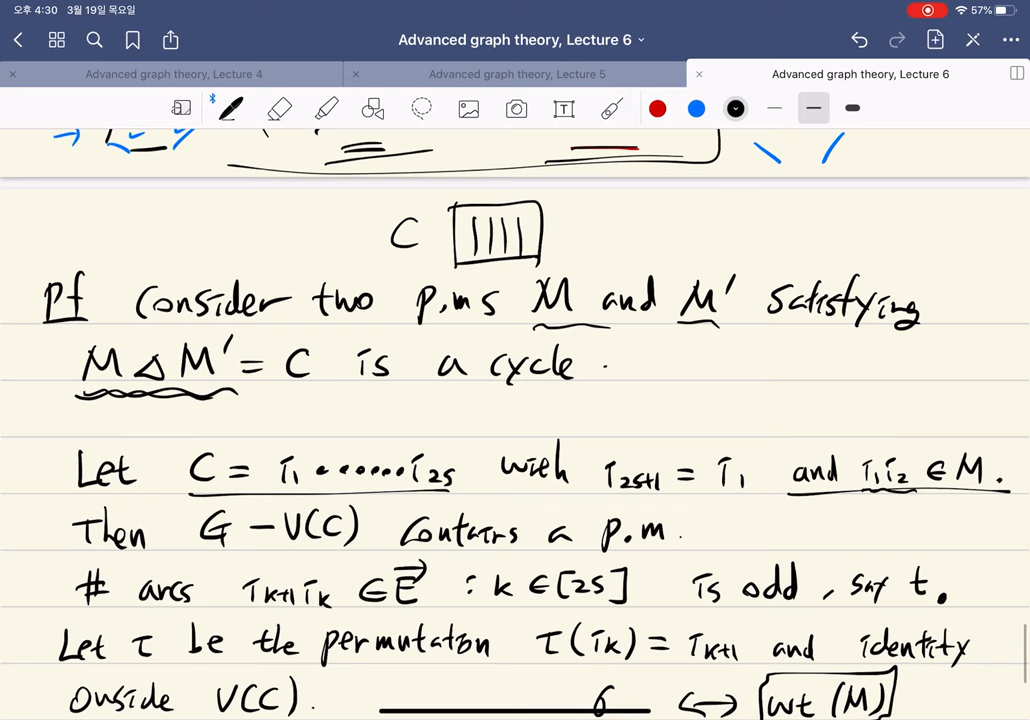 오후 4:30 3월 19일 목요일
57%
Advanced graph theory, Lecture 6
Advanced graph theory, Lecture 4
Advanced graph theory, Lecture 5
Advanced graph theory, Lecture 6
C
Pf Consider two p.ms M and M' satisfying
M △ M' = C is a cycle.
Let C = i₁ ...... i₂ₛ with i₂ₛ₊₁ = i₁ and i₁i₂ ∈ M.
Then G - V(C) contains a p.m.
# arcs iₖ₊₁iₖ ∈ E⃗ : k ∈ [2s] is odd, say t.
Let τ be the permutation τ(iₖ) = iₖ₊₁ and identity
outside V(C). 6 ↔ wt (M)